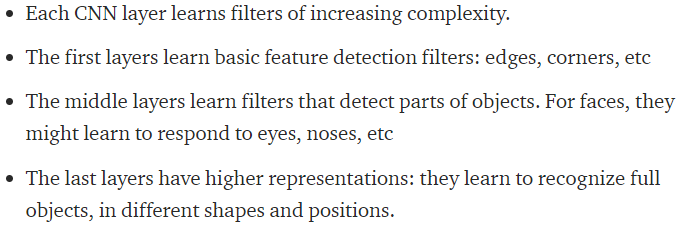 • Each CNN layer learns filters of increasing complexity.
• The first layers learn basic feature detection filters: edges, corners, etc
• The middle layers learn filters that detect parts of objects. For faces, they
might learn to respond to eyes, noses, etc
• The last layers have higher representations: they learn to recognize full
objects, in different shapes and positions.